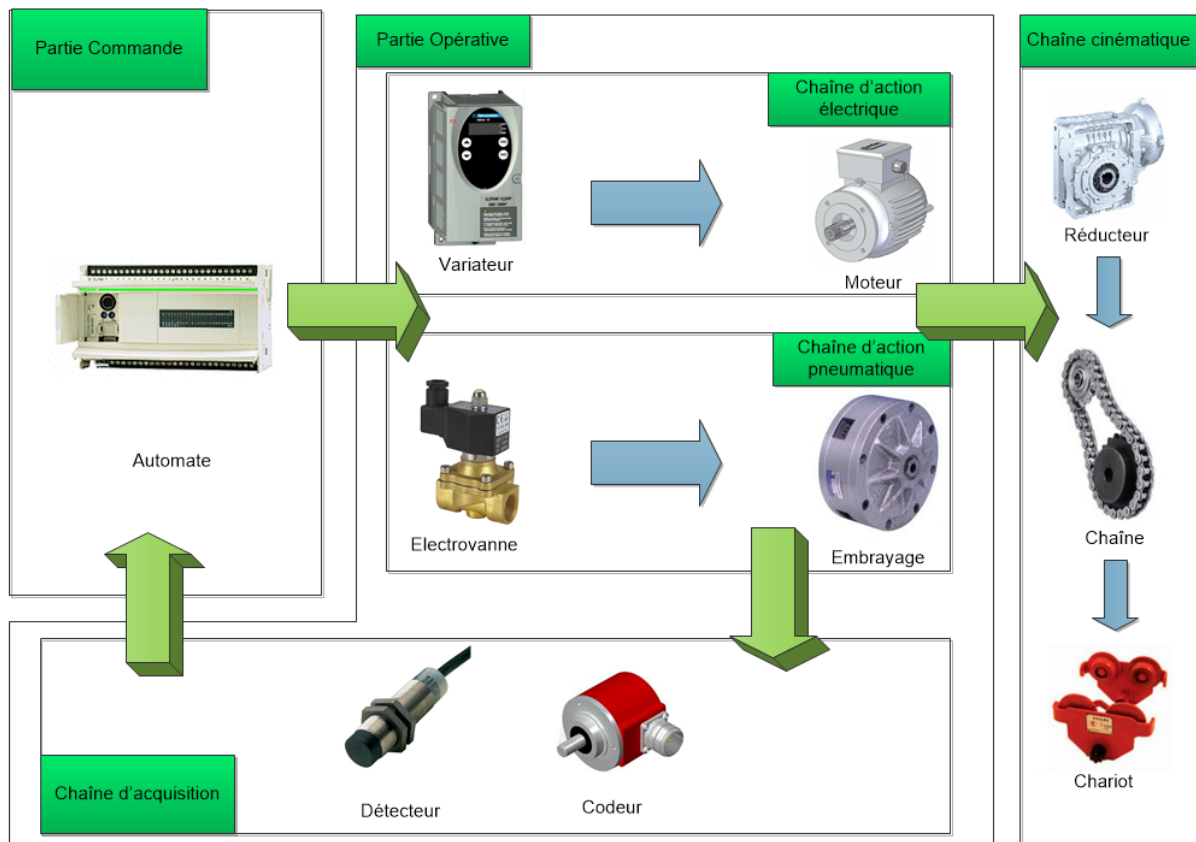 Partie Commande
Partie Opérative
Chaîne cinématique
Chaîne d'action
électrique
Variateur
Moteur
Réducteur
Automate
Chaîne d'action
pneumatique
Electrovanne
Embrayage
Chaîne
Chaîne d'acquisition
Détecteur
Codeur
Chariot